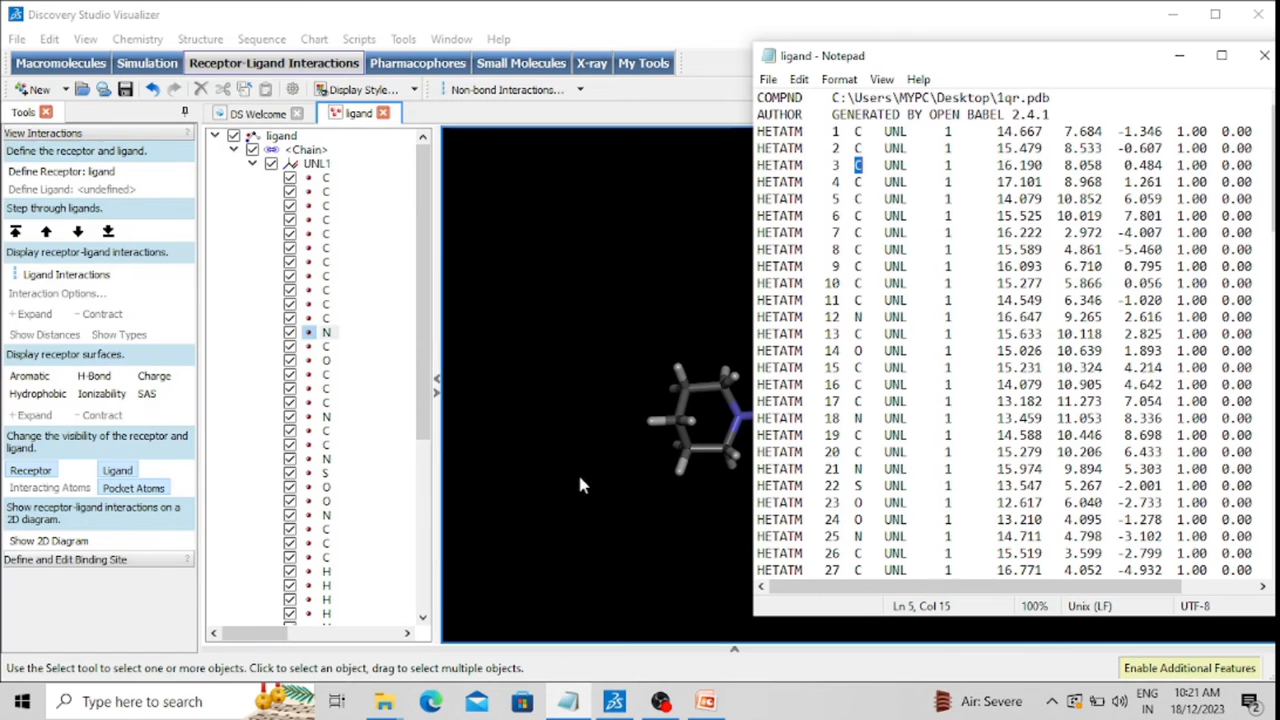 Discovery Studio Visualizer
File Edit View Chemistry Structure Sequence Chart Scripts Tools Window Help
Macromolecules Simulation Receptor-Ligand Interactions Pharmacophores Small Molecules X-ray My Tools
New Display Style... Non-bond Interactions...
Tools
View Interactions
Define the receptor and ligand.
Define Receptor: ligand
Define Ligand: <undefined>
Step through ligands.
Display receptor-ligand interactions.
Ligand Interactions
Interaction Options...
+ Expand − Contract
Show Distances Show Types
Display receptor surfaces.
Aromatic H-Bond Charge
Hydrophobic Ionizability SAS
+ Expand − Contract
Change the visibility of the receptor and
ligand.
Receptor Ligand
Interacting Atoms Pocket Atoms
Show receptor-ligand interactions on a
2D diagram.
Show 2D Diagram
Define and Edit Binding Site
DS Welcome ligand
ligand
<Chain>
UNL1
C
C
C
C
C
C
C
C
C
C
C
N
C
O
C
C
C
N
C
C
N
S
O
O
N
C
C
C
H
H
H
H
ligand - Notepad
File Edit Format View Help
COMPND C:\Users\MYPC\Desktop\1qr.pdb
AUTHOR GENERATED BY OPEN BABEL 2.4.1
HETATM 1 C UNL 1 14.667 7.684 -1.346 1.00 0.00
HETATM 2 C UNL 1 15.479 8.533 -0.607 1.00 0.00
HETATM 3 C UNL 1 16.190 8.058 0.484 1.00 0.00
HETATM 4 C UNL 1 17.101 8.968 1.261 1.00 0.00
HETATM 5 C UNL 1 14.079 10.852 6.059 1.00 0.00
HETATM 6 C UNL 1 15.525 10.019 7.801 1.00 0.00
HETATM 7 C UNL 1 16.222 2.972 -4.007 1.00 0.00
HETATM 8 C UNL 1 15.589 4.861 -5.460 1.00 0.00
HETATM 9 C UNL 1 16.093 6.710 0.795 1.00 0.00
HETATM 10 C UNL 1 15.277 5.866 0.056 1.00 0.00
HETATM 11 C UNL 1 14.549 6.346 -1.020 1.00 0.00
HETATM 12 N UNL 1 16.647 9.265 2.616 1.00 0.00
HETATM 13 C UNL 1 15.633 10.118 2.825 1.00 0.00
HETATM 14 O UNL 1 15.026 10.639 1.893 1.00 0.00
HETATM 15 C UNL 1 15.231 10.324 4.214 1.00 0.00
HETATM 16 C UNL 1 14.079 10.905 4.642 1.00 0.00
HETATM 17 C UNL 1 13.182 11.273 7.054 1.00 0.00
HETATM 18 N UNL 1 13.459 11.053 8.336 1.00 0.00
HETATM 19 C UNL 1 14.588 10.446 8.698 1.00 0.00
HETATM 20 C UNL 1 15.279 10.206 6.433 1.00 0.00
HETATM 21 N UNL 1 15.974 9.894 5.303 1.00 0.00
HETATM 22 S UNL 1 13.547 5.267 -2.001 1.00 0.00
HETATM 23 O UNL 1 12.617 6.040 -2.733 1.00 0.00
HETATM 24 O UNL 1 13.210 4.095 -1.278 1.00 0.00
HETATM 25 N UNL 1 14.711 4.798 -3.102 1.00 0.00
HETATM 26 C UNL 1 15.519 3.599 -2.799 1.00 0.00
HETATM 27 C UNL 1 16.771 4.052 -4.932 1.00 0.00
Ln 5, Col 15 100% Unix (LF) UTF-8
Use the Select tool to select one or more objects. Click to select an object, drag to select multiple objects.
Enable Additional Features
Type here to search
Air: Severe
ENG
IN
10:21 AM
18/12/2023
2